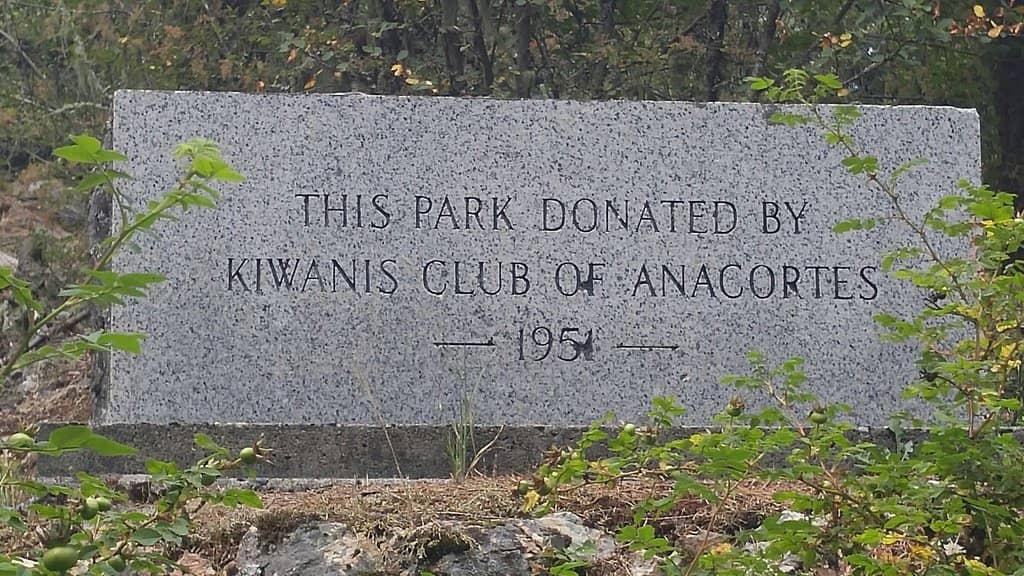 THIS PARK DONATED BY
KIWANIS CLUB OF ANACORTES
— 1951 —